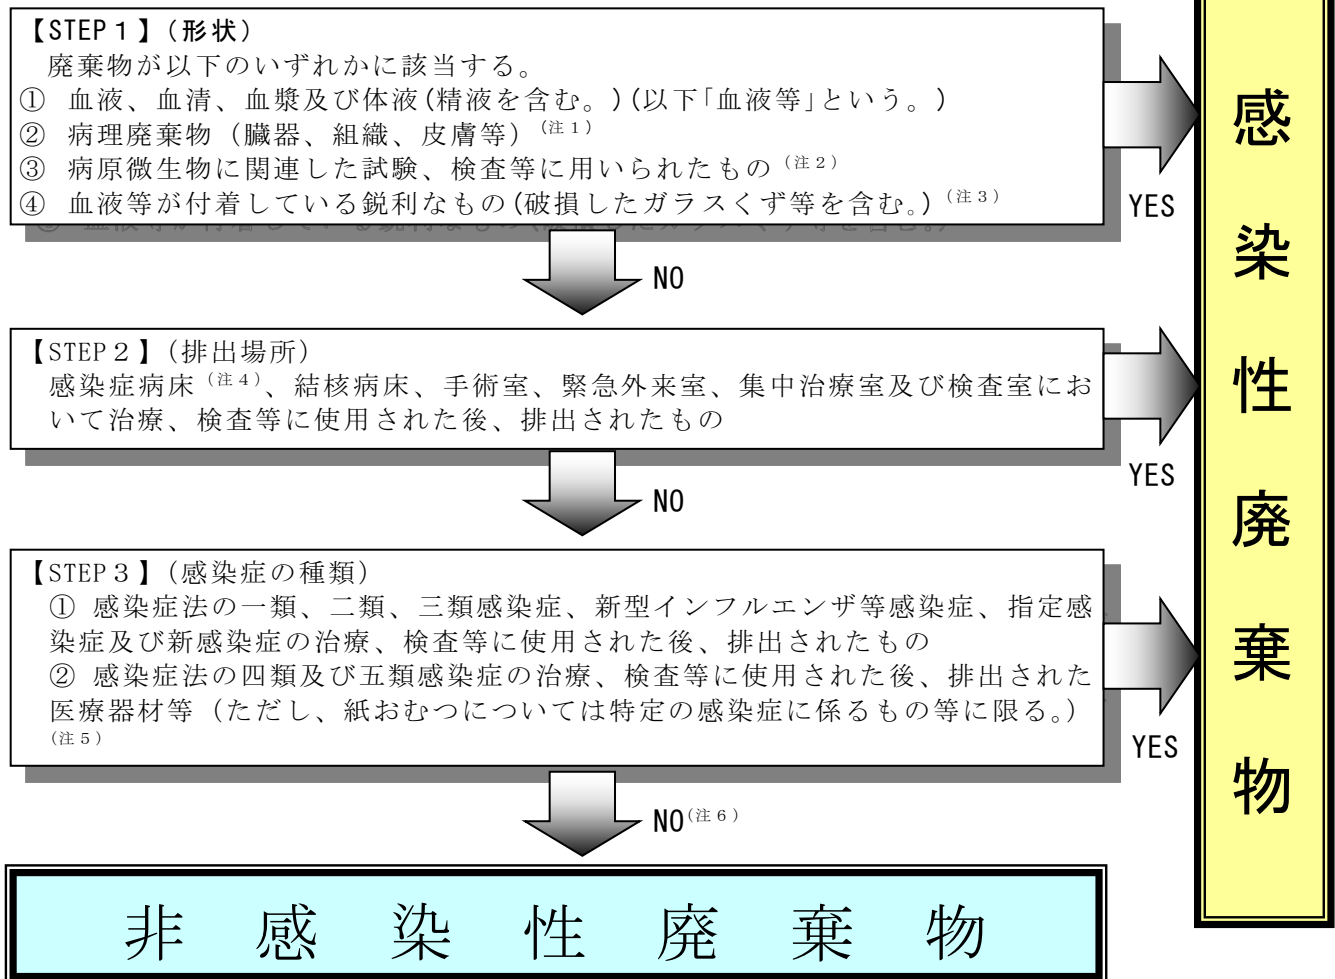 【STEP１】(形状)
廃棄物が以下のいずれかに該当する。
① 血液、血清、血漿及び体液(精液を含む。)(以下｢血液等｣という。)
② 病理廃棄物（臓器、組織、皮膚等）(注１)
③ 病原微生物に関連した試験、検査等に用いられたもの(注２)
④ 血液等が付着している鋭利なもの(破損したガラスくず等を含む｡)(注３)
YES
NO
【STEP２】(排出場所)
感染症病床(注４)、結核病床、手術室、緊急外来室、集中治療室及び検査室にお
いて治療、検査等に使用された後、排出されたもの
YES
NO
【STEP３】(感染症の種類)
① 感染症法の一類、二類、三類感染症、新型インフルエンザ等感染症、指定感
染症及び新感染症の治療、検査等に使用された後、排出されたもの
② 感染症法の四類及び五類感染症の治療、検査等に使用された後、排出された
医療器材等（ただし、紙おむつについては特定の感染症に係るもの等に限る｡）
(注５)
YES
NO(注６)
非感染性廃棄物
感染性廃棄物